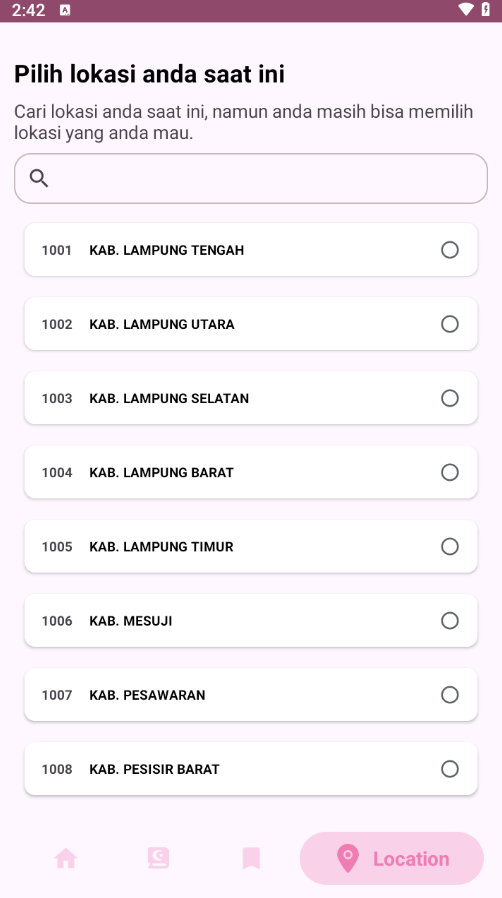 2:42
Pilih lokasi anda saat ini
Cari lokasi anda saat ini, namun anda masih bisa memilih
lokasi yang anda mau.
1001 KAB. LAMPUNG TENGAH
1002 KAB. LAMPUNG UTARA
1003 KAB. LAMPUNG SELATAN
1004 KAB. LAMPUNG BARAT
1005 KAB. LAMPUNG TIMUR
1006 KAB. MESUJI
1007 KAB. PESAWARAN
1008 KAB. PESISIR BARAT
Location